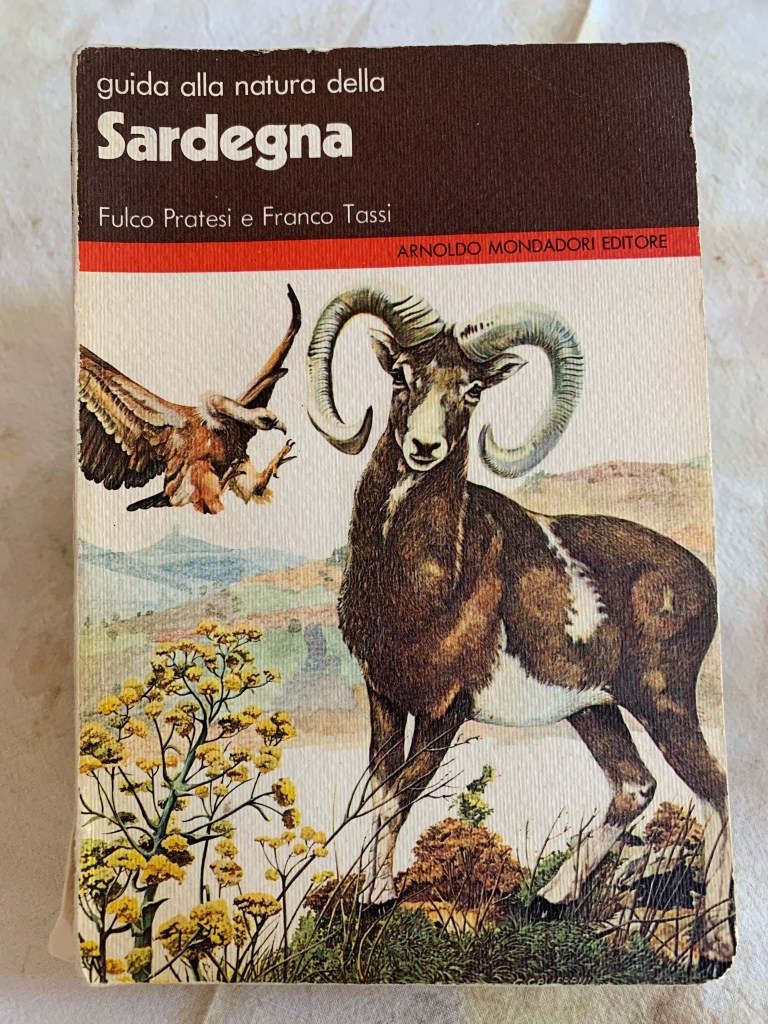 guida alla natura della
Sardegna
Fulco Pratesi e Franco Tassi
ARNOLDO MONDADORI EDITORE